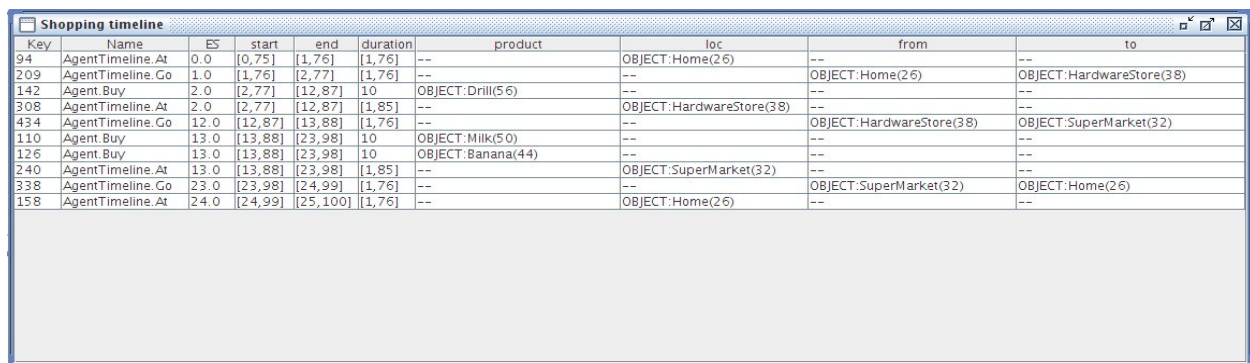 Shopping timeline
Key Name ES start end duration product loc from to
94 AgentTimeline.At 0.0 [0,75] [1,76] [1,76] -- OBJECT:Home(26) -- --
209 AgentTimeline.Go 1.0 [1,76] [2,77] [1,76] -- -- OBJECT:Home(26) OBJECT:HardwareStore(38)
142 Agent.Buy 2.0 [2,77] [12,87] 10 OBJECT:Drill(56) -- -- --
308 AgentTimeline.At 2.0 [2,77] [12,87] [1,85] -- OBJECT:HardwareStore(38) -- --
434 AgentTimeline.Go 12.0 [12,87] [13,88] [1,76] -- -- OBJECT:HardwareStore(38) OBJECT:SuperMarket(32)
110 Agent.Buy 13.0 [13,88] [23,98] 10 OBJECT:Milk(50) -- -- --
126 Agent.Buy 13.0 [13,88] [23,98] 10 OBJECT:Banana(44) -- -- --
240 AgentTimeline.At 13.0 [13,88] [23,98] [1,85] -- OBJECT:SuperMarket(32) -- --
338 AgentTimeline.Go 23.0 [23,98] [24,99] [1,76] -- -- OBJECT:SuperMarket(32) OBJECT:Home(26)
158 AgentTimeline.At 24.0 [24,99] [25,100] [1,76] -- OBJECT:Home(26) -- --